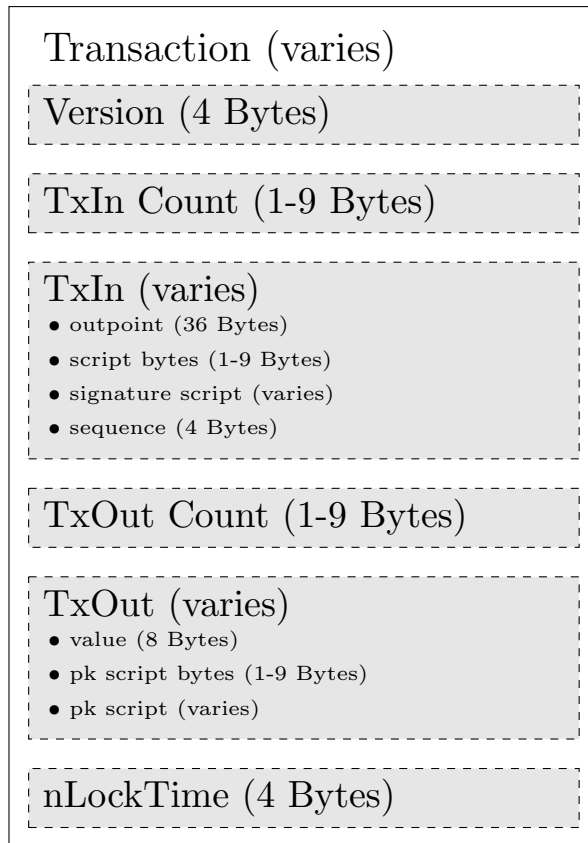 Transaction (varies)
Version (4 Bytes)
TxIn Count (1-9 Bytes)
TxIn (varies)
• outpoint (36 Bytes)
• script bytes (1-9 Bytes)
• signature script (varies)
• sequence (4 Bytes)
TxOut Count (1-9 Bytes)
TxOut (varies)
• value (8 Bytes)
• pk script bytes (1-9 Bytes)
• pk script (varies)
nLockTime (4 Bytes)